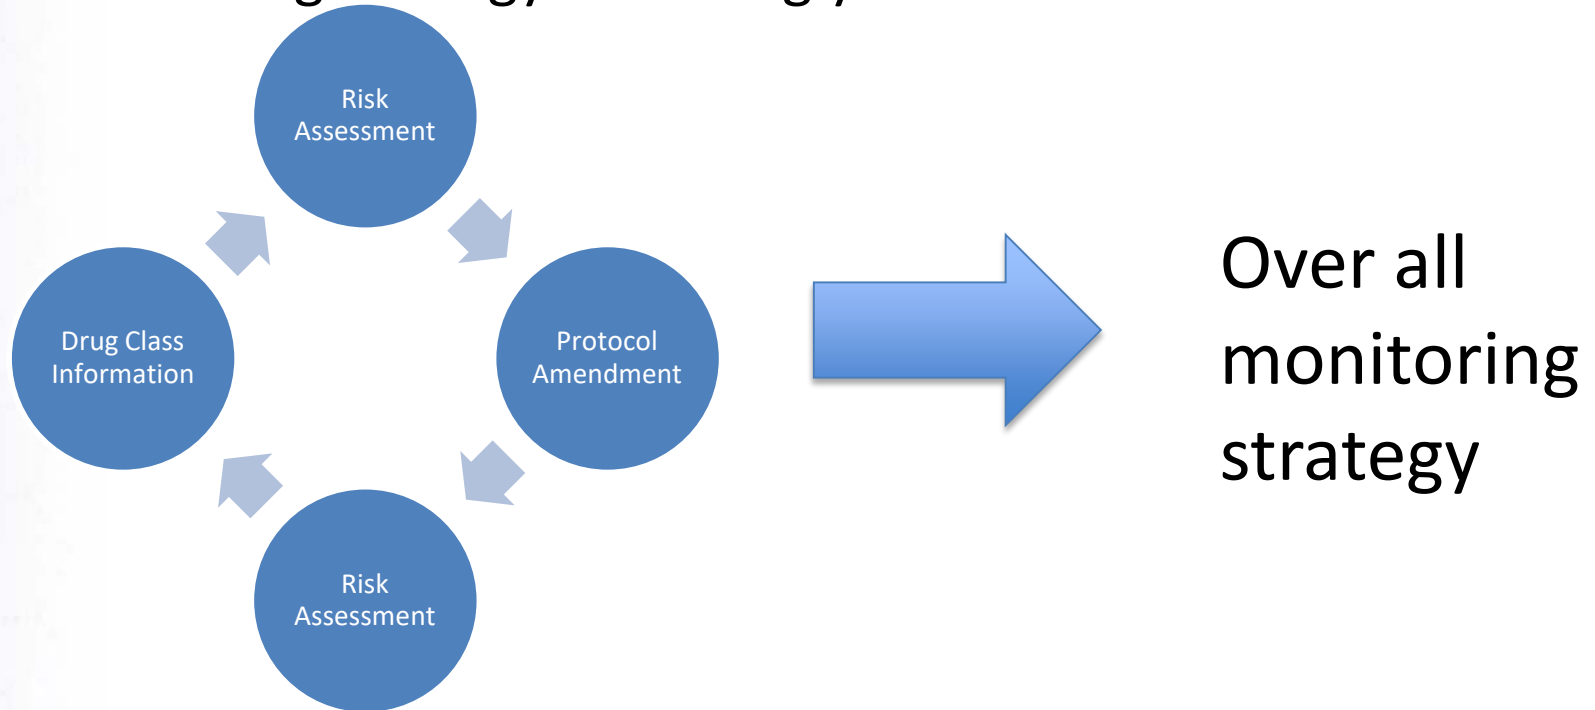 Risk
Assessment
Drug Class
Information
Protocol
Amendment
Risk
Assessment
Over all
monitoring
strategy